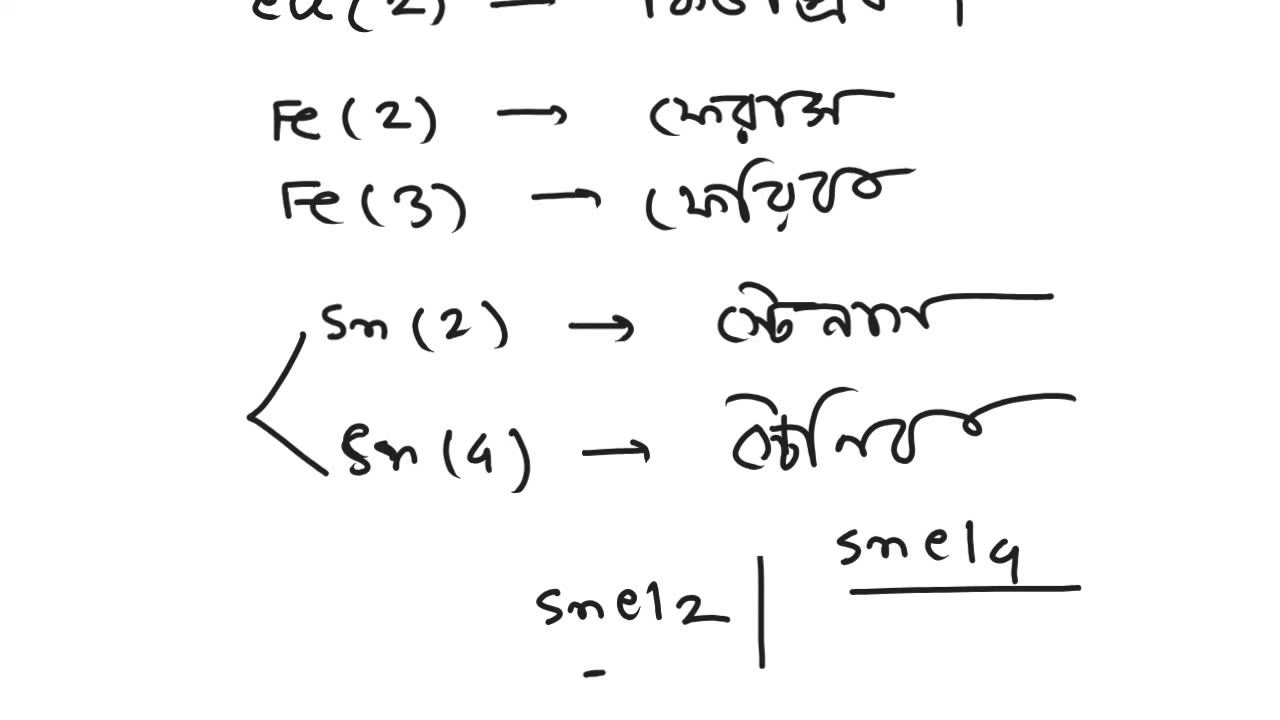 Fe (2) → ফেরাস
Fe (3) → ফেরিক
Sn (2) → স্টেনাস
Sn (4) → স্টেনিক
Sncl4
Sncl2